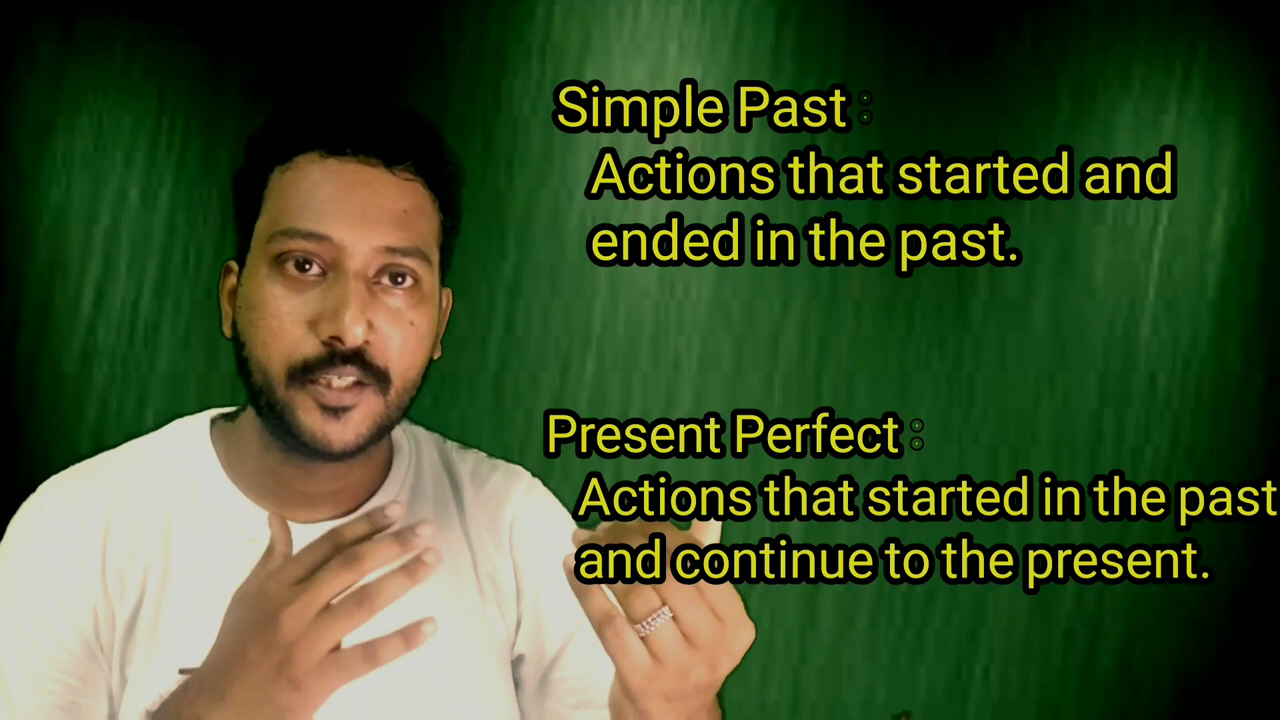 Simple Past :
Actions that started and
ended in the past.
Present Perfect :
Actions that started in the past
and continue to the present.